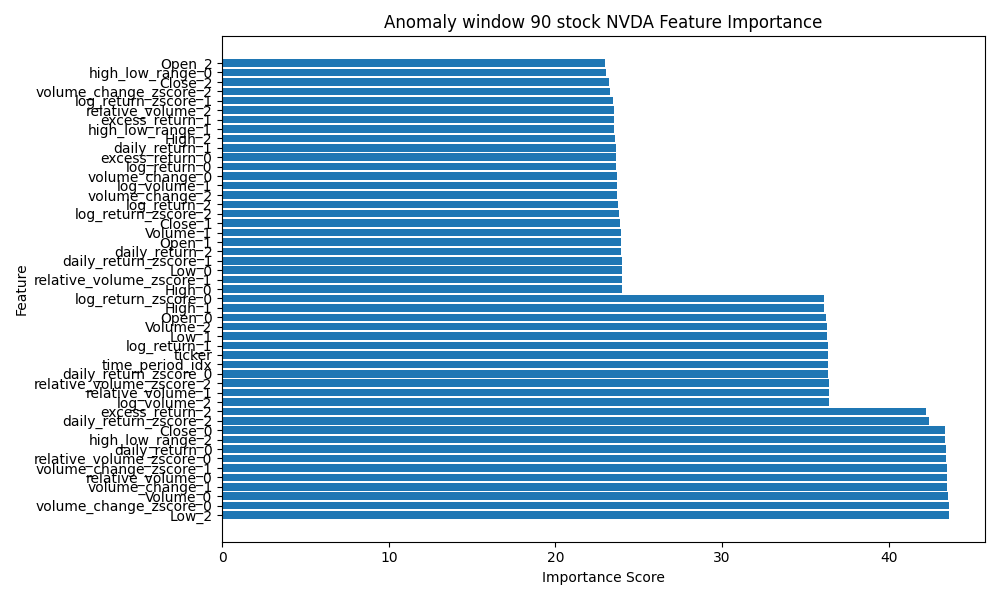 Anomaly window 90 stock NVDA Feature Importance
Open_2
high_low_range_0
Close_2
volume_change_zscore_2
log_return_zscore_1
relative_volume_2
excess_return_1
high_low_range_1
High_2
daily_return_1
excess_return_0
log_return_0
volume_change_0
log_volume_1
volume_change_2
log_return_2
log_return_zscore_2
Close_1
Volume_1
Open_1
daily_return_2
daily_return_zscore_1
Low_0
relative_volume_zscore_1
High_0
log_return_zscore_0
High_1
Open_0
Volume_2
Low_1
log_return_1
ticker
time_period_idx
daily_return_zscore_0
relative_volume_zscore_2
relative_volume_1
log_volume_2
excess_return_2
daily_return_zscore_2
Close_0
high_low_range_2
daily_return_0
relative_volume_zscore_0
volume_change_zscore_1
relative_volume_0
volume_change_1
Volume_0
volume_change_zscore_0
Low_2
Feature
0 10 20 30 40
Importance Score